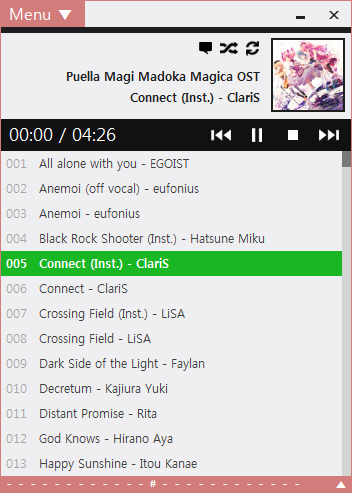 Menu ▼
Puella Magi Madoka Magica OST
Connect (Inst.) - ClariS
00:00 / 04:26
001 All alone with you - EGOIST
002 Anemoi (off vocal) - eufonius
003 Anemoi - eufonius
004 Black Rock Shooter (Inst.) - Hatsune Miku
005 Connect (Inst.) - ClariS
006 Connect - ClariS
007 Crossing Field (Inst.) - LiSA
008 Crossing Field - LiSA
009 Dark Side of the Light - Faylan
010 Decretum - Kajiura Yuki
011 Distant Promise - Rita
012 God Knows - Hirano Aya
013 Happy Sunshine - Itou Kanae
- - - - - - - - - - - - # - - - - - - - - - - - -